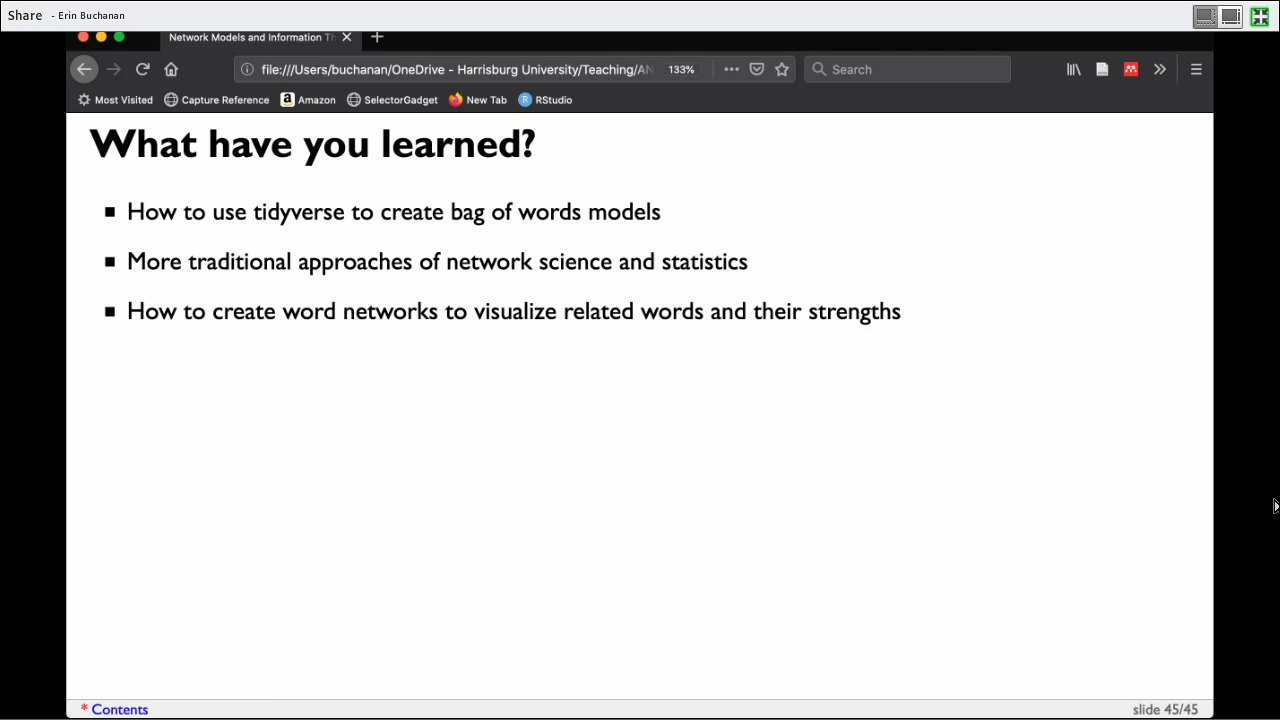 Share - Erin Buchanan
Network Models and Information Th
file:///Users/buchanan/OneDrive - Harrisburg University/Teaching/AN 133% Search
Most Visited Capture Reference Amazon SelectorGadget New Tab RStudio
What have you learned?
How to use tidyverse to create bag of words models
More traditional approaches of network science and statistics
How to create word networks to visualize related words and their strengths
* Contents slide 45/45